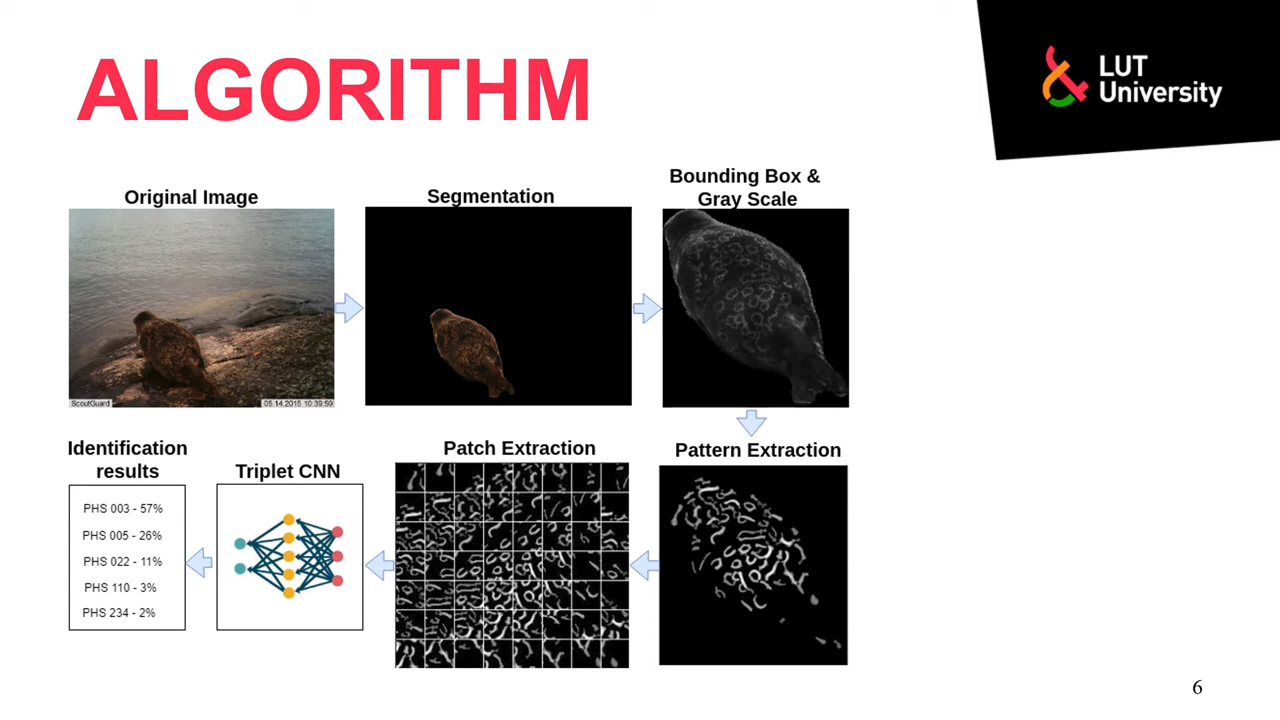 ALGORITHM
LUT
University
Original Image
Segmentation
Bounding Box &
Gray Scale
ScoutGuard
05.14.2015 10:39:59
Identification
results
Triplet CNN
Patch Extraction
Pattern Extraction
PHS 003 - 57%
PHS 005 - 26%
PHS 022 - 11%
PHS 110 - 3%
PHS 234 - 2%
6